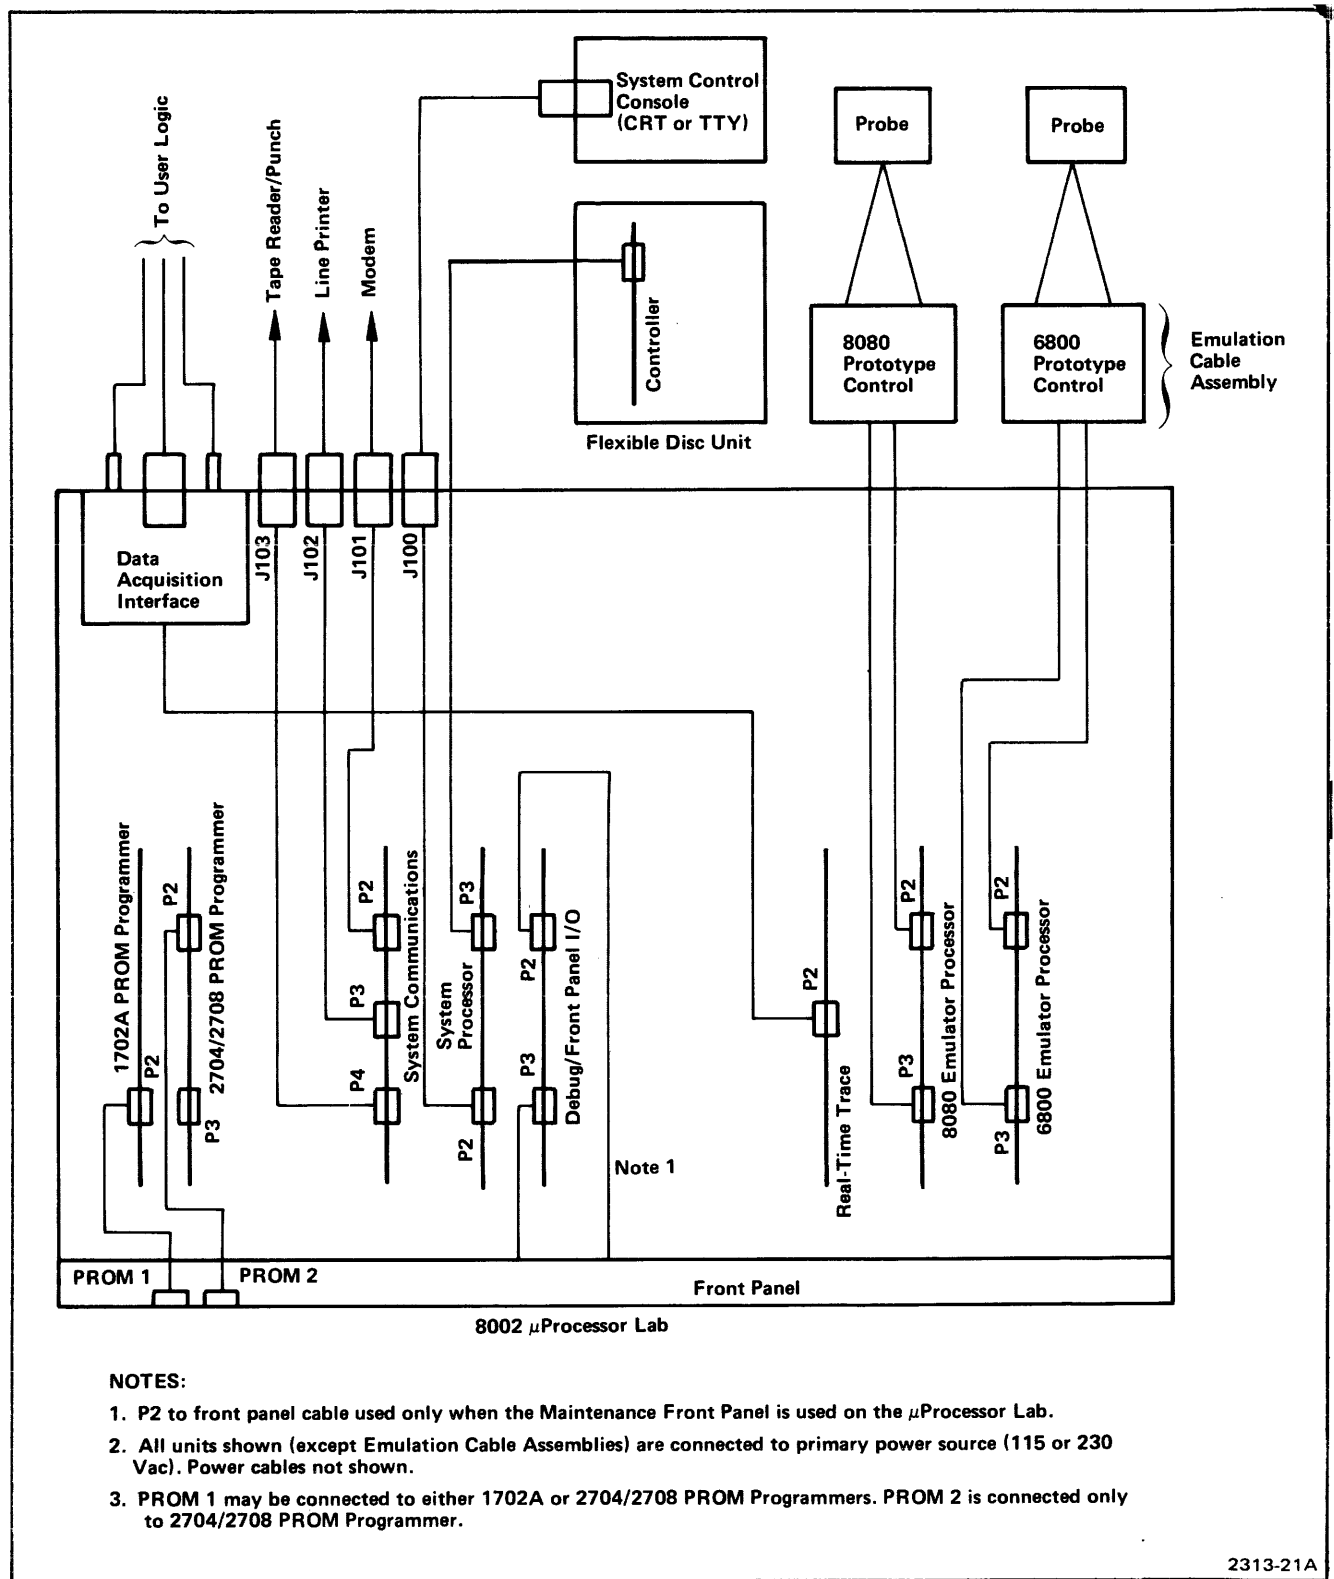 System Control
Console
(CRT or TTY)
Probe
Probe
To User Logic
Tape Reader/Punch
Line Printer
Modem
Controller
Flexible Disc Unit
8080
Prototype
Control
6800
Prototype
Control
Emulation
Cable
Assembly
Data
Acquisition
Interface
J103
J102
J101
J100
1702A PROM Programmer
P2
P2
P3
2704/2708 PROM Programmer
P2
P3
P4
System Communications
P3
System
Processor
P2
P2
P3
Debug/Front Panel I/O
Note 1
P2
Real-Time Trace
P2
P3
8080 Emulator Processor
P2
P3
6800 Emulator Processor
PROM 1
PROM 2
Front Panel
8002 μProcessor Lab
NOTES:
1. P2 to front panel cable used only when the Maintenance Front Panel is used on the μProcessor Lab.
2. All units shown (except Emulation Cable Assemblies) are connected to primary power source (115 or 230
Vac). Power cables not shown.
3. PROM 1 may be connected to either 1702A or 2704/2708 PROM Programmers. PROM 2 is connected only
to 2704/2708 PROM Programmer.
2313-21A